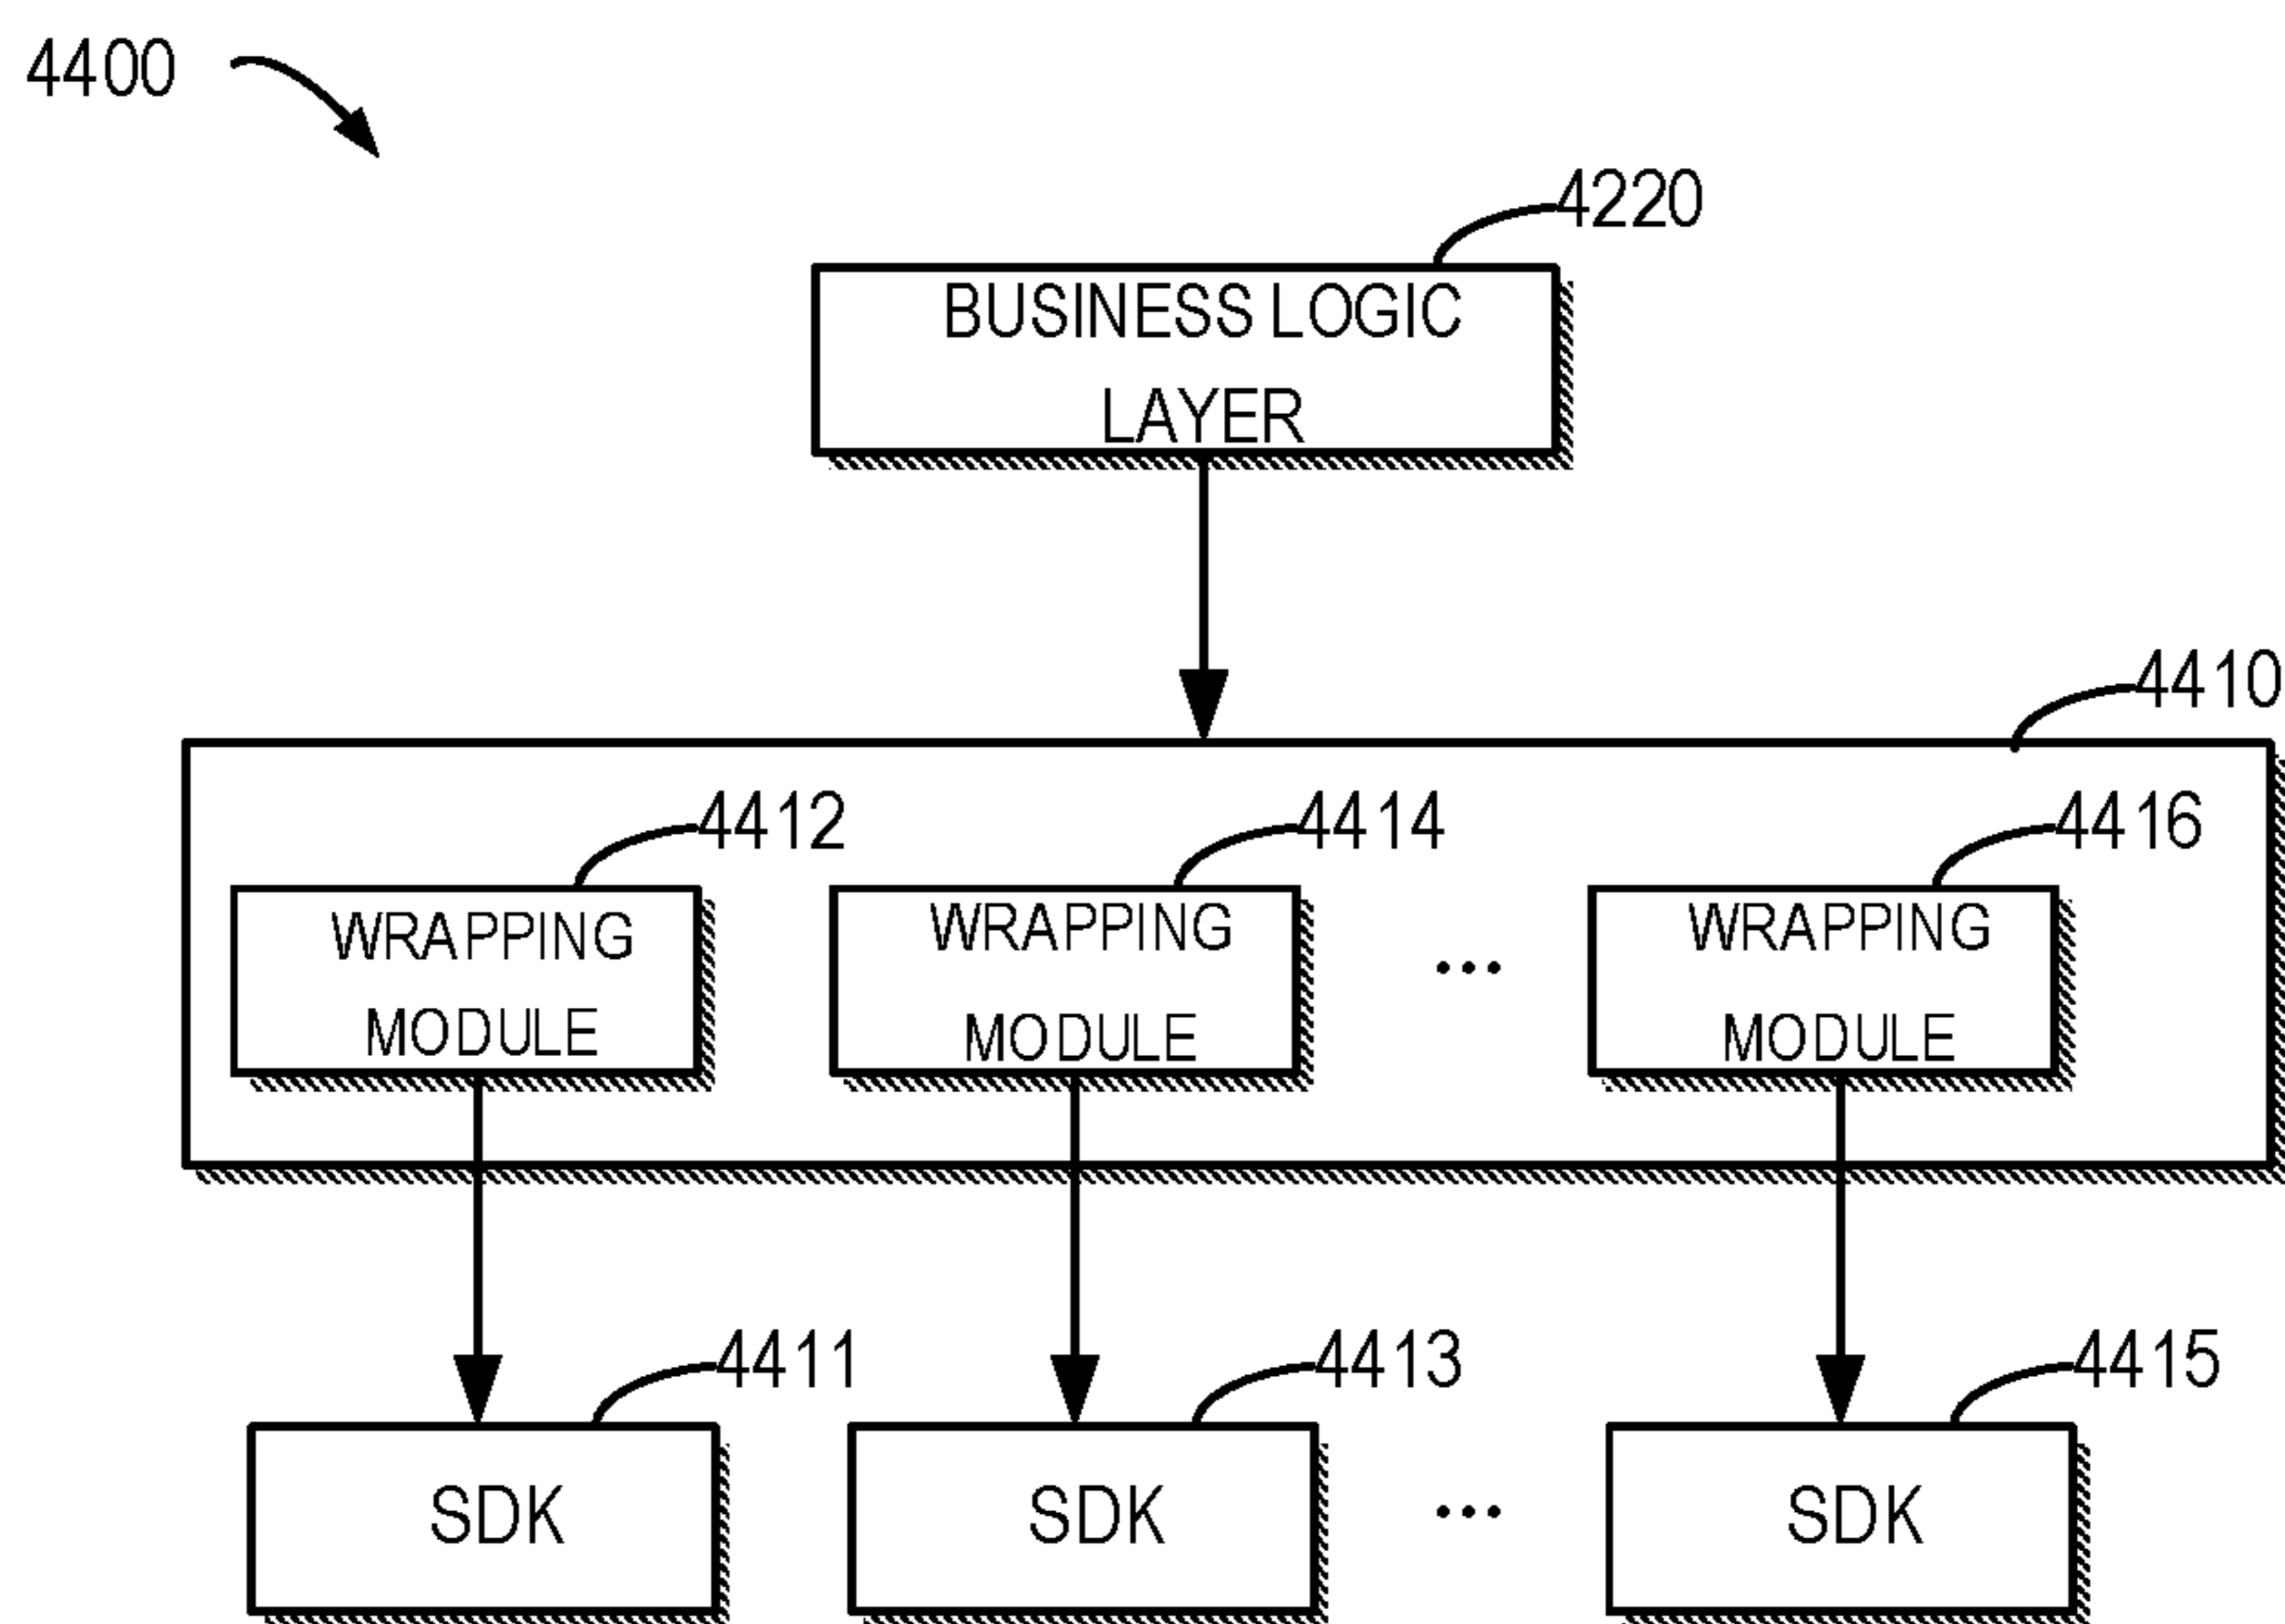 4400
4220
BUSINESS LOGIC
LAYER
4410
4412
4414
4416
WRAPPING
MODULE
WRAPPING
MODULE
...
WRAPPING
MODULE
4411
4413
4415
SDK
SDK
...
SDK